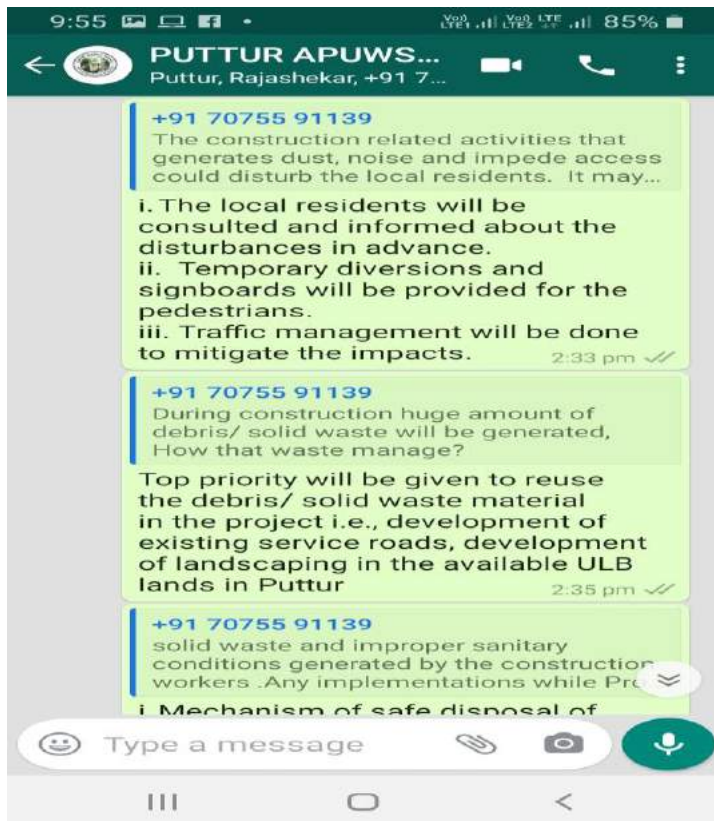 9:55
Vo)) LTE1 Vo)) LTE2 LTE 85%
PUTTUR APUWS...
Puttur, Rajashekar, +91 7...
+91 70755 91139
The construction related activities that
generates dust, noise and impede access
could disturb the local residents. It may...
i. The local residents will be
consulted and informed about the
disturbances in advance.
ii. Temporary diversions and
signboards will be provided for the
pedestrians.
iii. Traffic management will be done
to mitigate the impacts.
2:33 pm
+91 70755 91139
During construction huge amount of
debris/ solid waste will be generated,
How that waste manage?
Top priority will be given to reuse
the debris/ solid waste material
in the project i.e., development of
existing service roads, development
of landscaping in the available ULB
lands in Puttur
2:35 pm
+91 70755 91139
solid waste and improper sanitary
conditions generated by the construction
workers .Any implementations while Pro
i. Mechanism of safe disposal of
Type a message